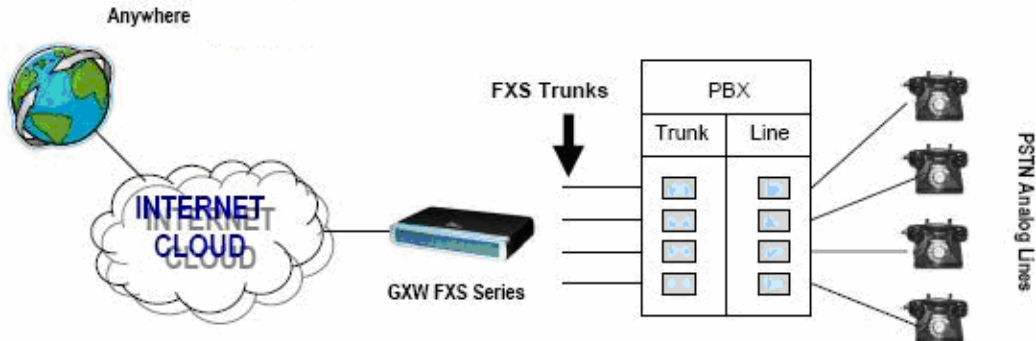 Anywhere
INTERNET
CLOUD
GXW FXS Series
FXS Trunks
PBX
Trunk Line
PSTN Analog Lines